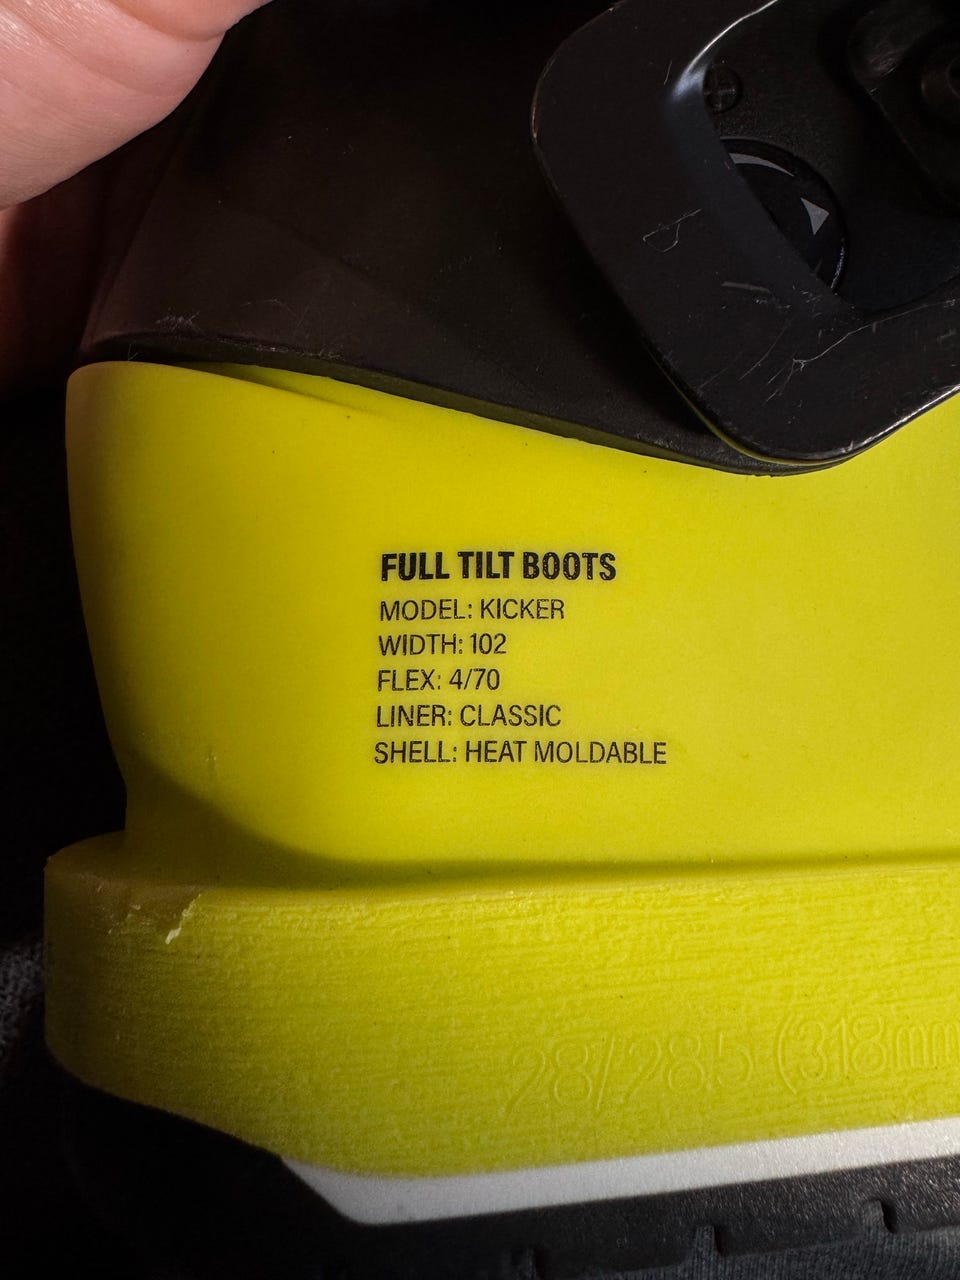 FULL TILT BOOTS
MODEL: KICKER
WIDTH: 102
FLEX: 4/70
LINER: CLASSIC
SHELL: HEAT MOLDABLE
28/28.5 (318mm